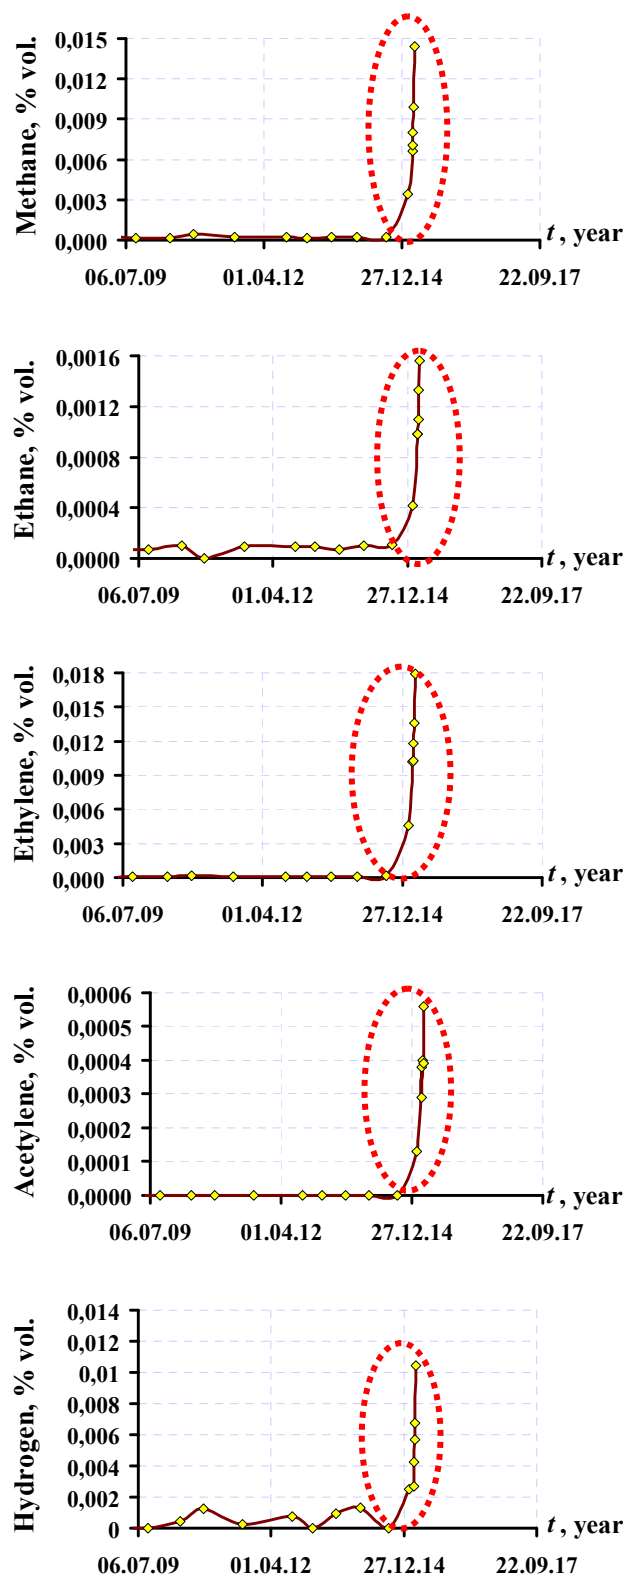 Methane, % vol.
0,015
0,012
0,009
0,006
0,003
0,000
t, year
06.07.09 01.04.12 27.12.14 22.09.17
Ethane, % vol.
0,0016
0,0012
0,0008
0,0004
0,0000
t, year
06.07.09 01.04.12 27.12.14 22.09.17
Ethylene, % vol.
0,018
0,015
0,012
0,009
0,006
0,003
0,000
t, year
06.07.09 01.04.12 27.12.14 22.09.17
Acetylene, % vol.
0,0006
0,0005
0,0004
0,0003
0,0002
0,0001
0,0000
t, year
06.07.09 01.04.12 27.12.14 22.09.17
Hydrogen, % vol.
0,014
0,012
0,01
0,008
0,006
0,004
0,002
0
t, year
06.07.09 01.04.12 27.12.14 22.09.17